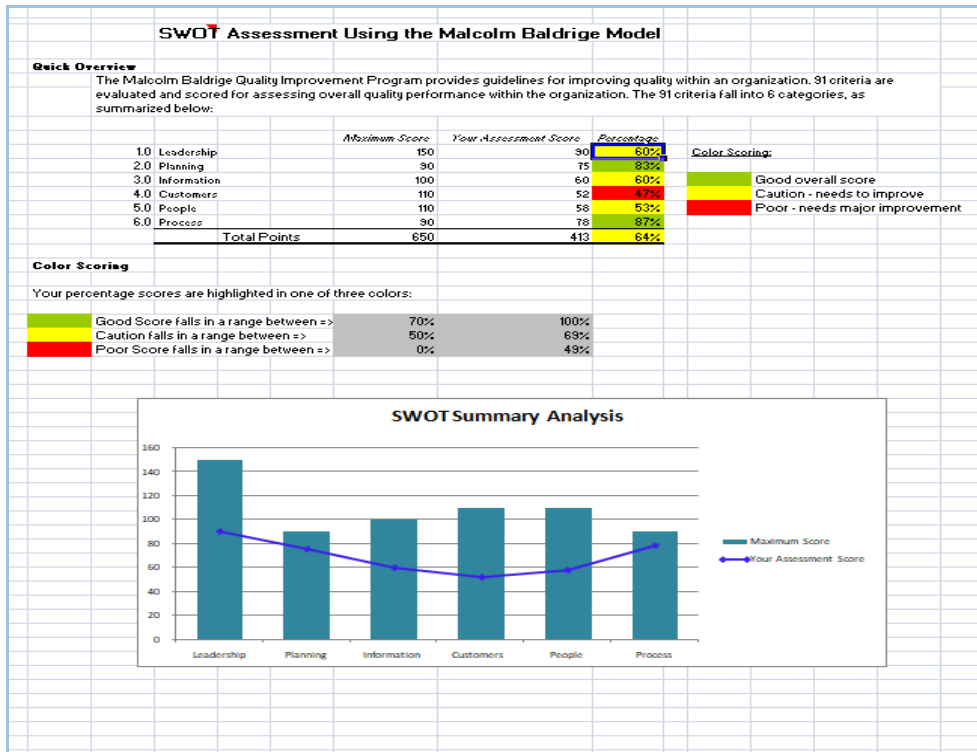 SWOT Assessment Using the Malcolm Baldrige Model
Quick Overview
The Malcolm Baldrige Quality Improvement Program provides guidelines for improving quality within an organization. 91 criteria are
evaluated and scored for assessing overall quality performance within the organization. The 91 criteria fall into 6 categories, as
summarized below:
Maximum Score Your Assessment Score Percentage
1.0 Leadership 150 90 60% Color Scoring:
2.0 Planning 90 75 83%
3.0 Information 100 60 60% Good overall score
4.0 Customers 110 52 47% Caution - needs to improve
5.0 People 110 58 53% Poor - needs major improvement
6.0 Process 90 78 87%
Total Points 650 413 64%
Color Scoring
Your percentage scores are highlighted in one of three colors:
Good Score falls in a range between => 70% 100%
Caution falls in a range between => 50% 69%
Poor Score falls in a range between => 0% 49%
SWOT Summary Analysis
160
140
120
100
80
60
40
20
0
Leadership Planning Information Customers People Process
Maximum Score
Your Assessment Score